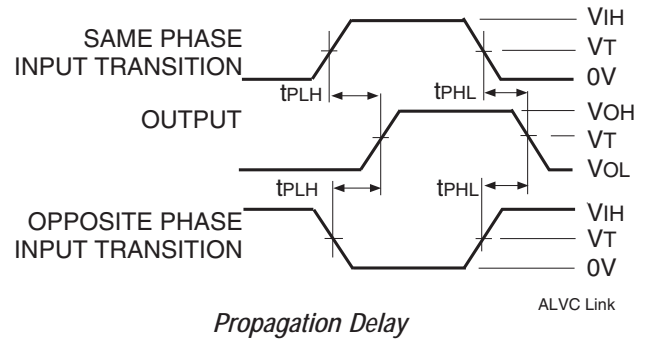 SAME PHASE
INPUT TRANSITION
VIH
VT
0V
tPLH
tPHL
OUTPUT
VOH
VT
VOL
tPLH
tPHL
OPPOSITE PHASE
INPUT TRANSITION
VIH
VT
0V
ALVC Link
Propagation Delay